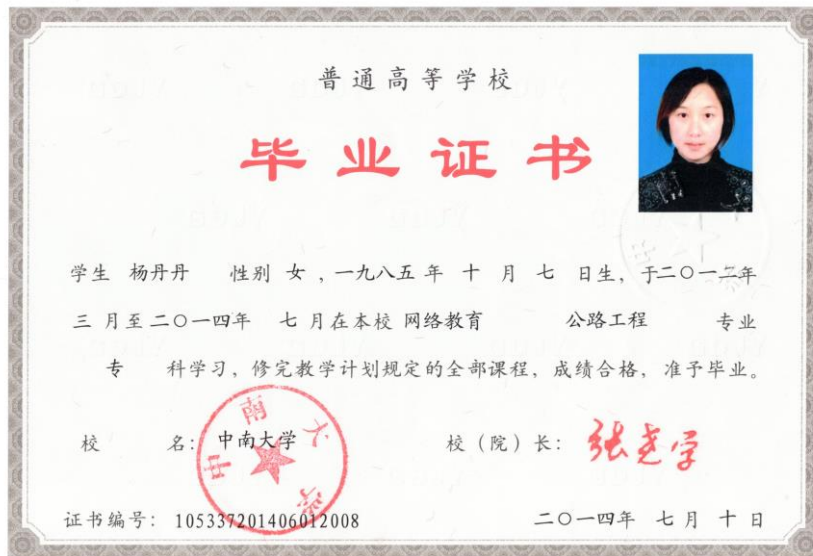 普通高等学校
毕业证书
学生 杨丹丹 性别 女 ，一九八五 年 十 月 七 日生，于二〇一二年
三 月至二〇一四年 七 月在本校 网络教育 公路工程 专业
专 科学习，修完教学计划规定的全部课程，成绩合格，准予毕业。
校 名：中南大学 校（院）长：张尧学
中南大学
证书编号：105337201406012008 二〇一四年 七 月 十 日